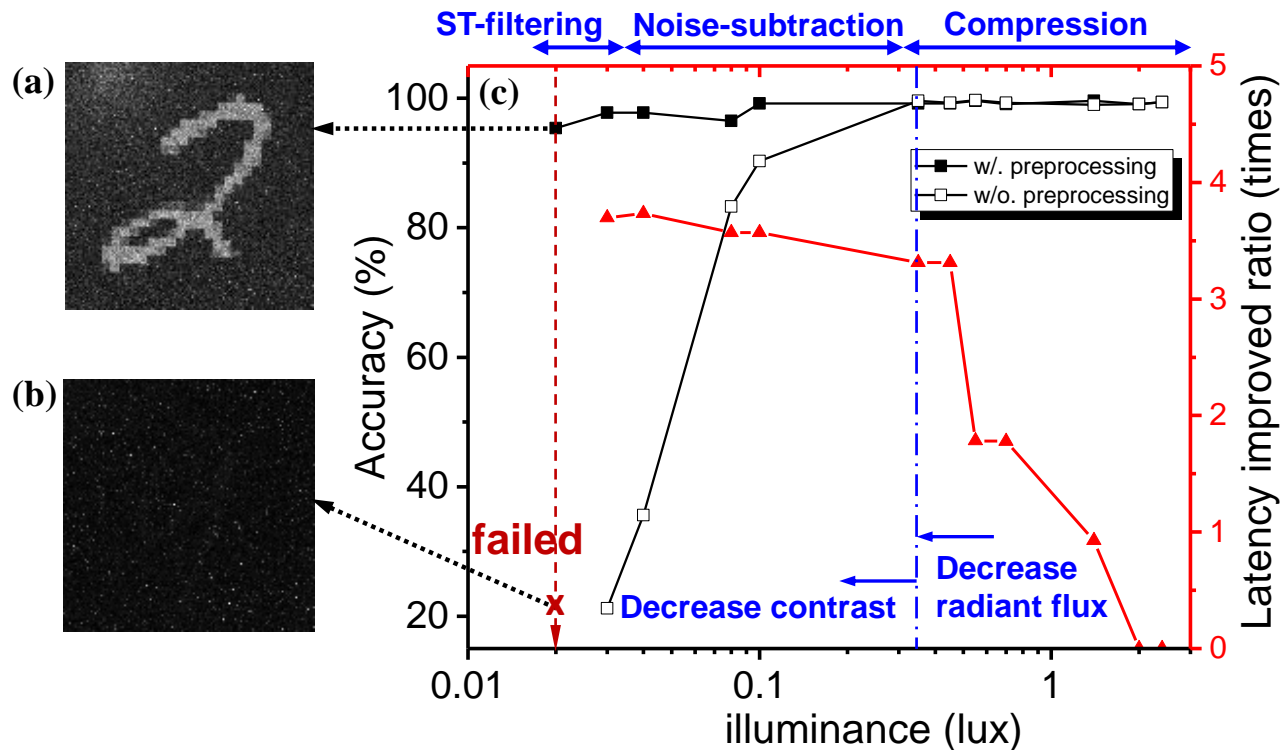 ST-filtering Noise-subtraction Compression
(a)
(b)
(c)
w/. preprocessing
w/o. preprocessing
failed
Decrease contrast
Decrease
radiant flux
Accuracy (%)
100
80
60
40
20
Latency improved ratio (times)
5
4
3
2
1
0
0.01 0.1 1
illuminance (lux)
x